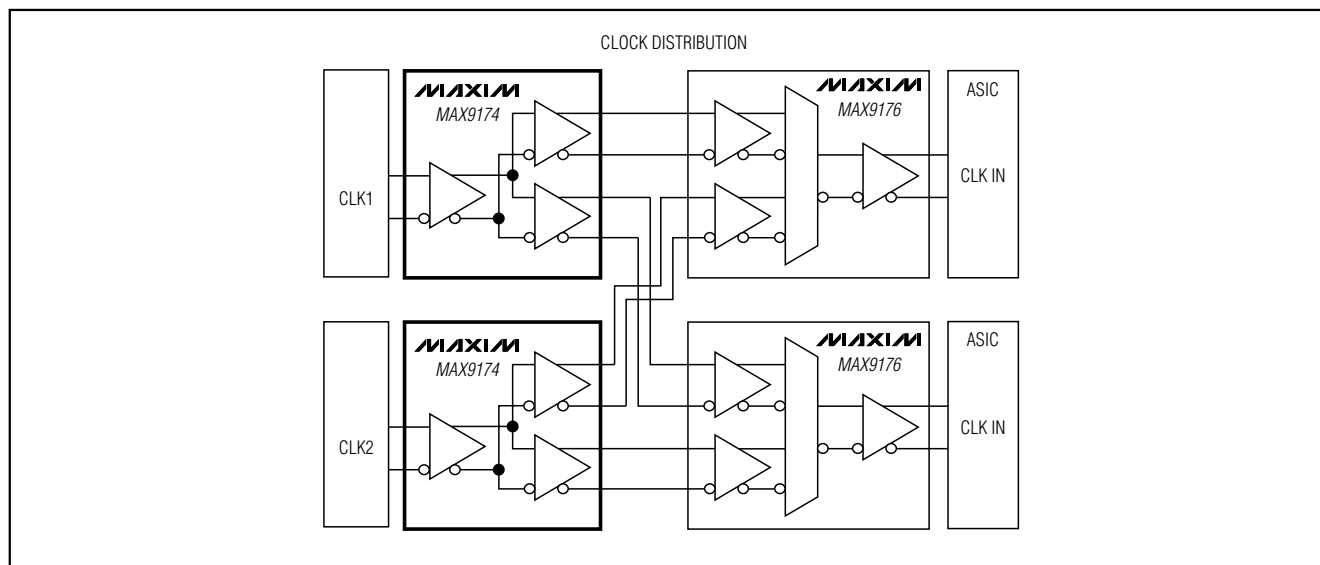 CLOCK DISTRIBUTION
CLK1
MAXIM
MAX9174
MAXIM
MAX9176
ASIC
CLK IN
CLK2
MAXIM
MAX9174
MAXIM
MAX9176
ASIC
CLK IN